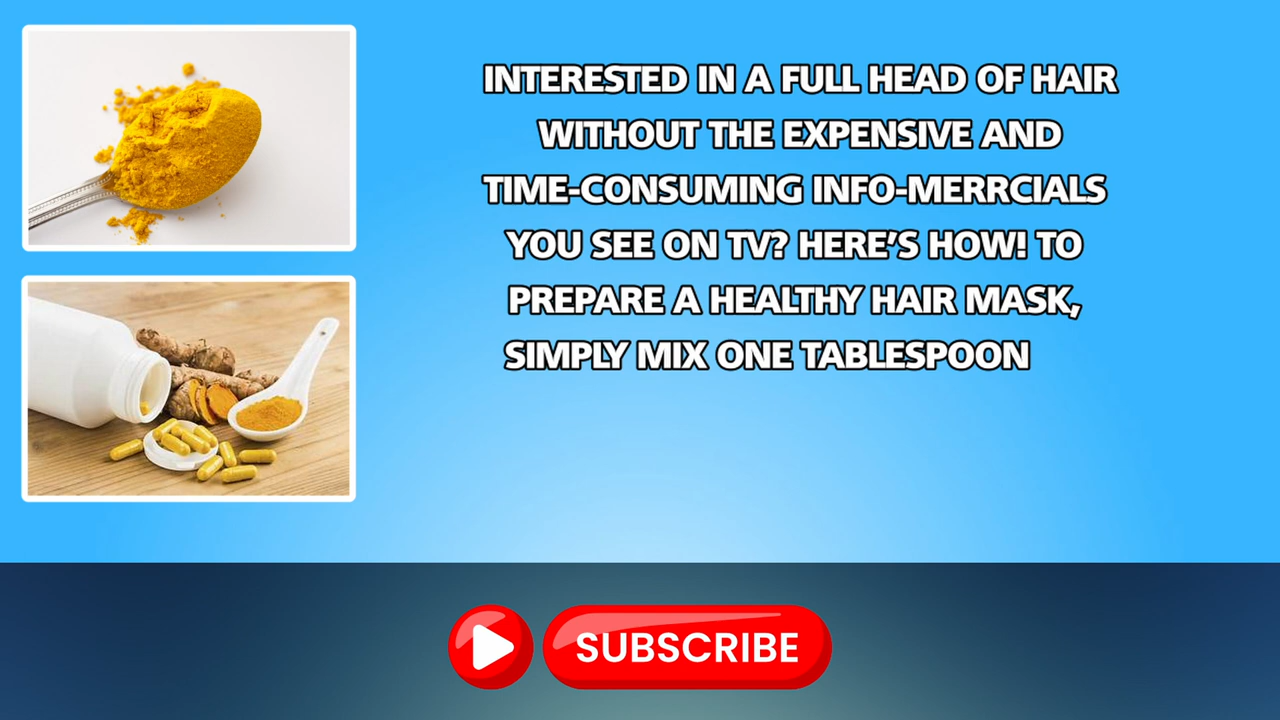 INTERESTED IN A FULL HEAD OF HAIR
WITHOUT THE EXPENSIVE AND
TIME-CONSUMING INFO-MERRCIALS
YOU SEE ON TV? HERE'S HOW! TO
PREPARE A HEALTHY HAIR MASK,
SIMPLY MIX ONE TABLESPOON
SUBSCRIBE